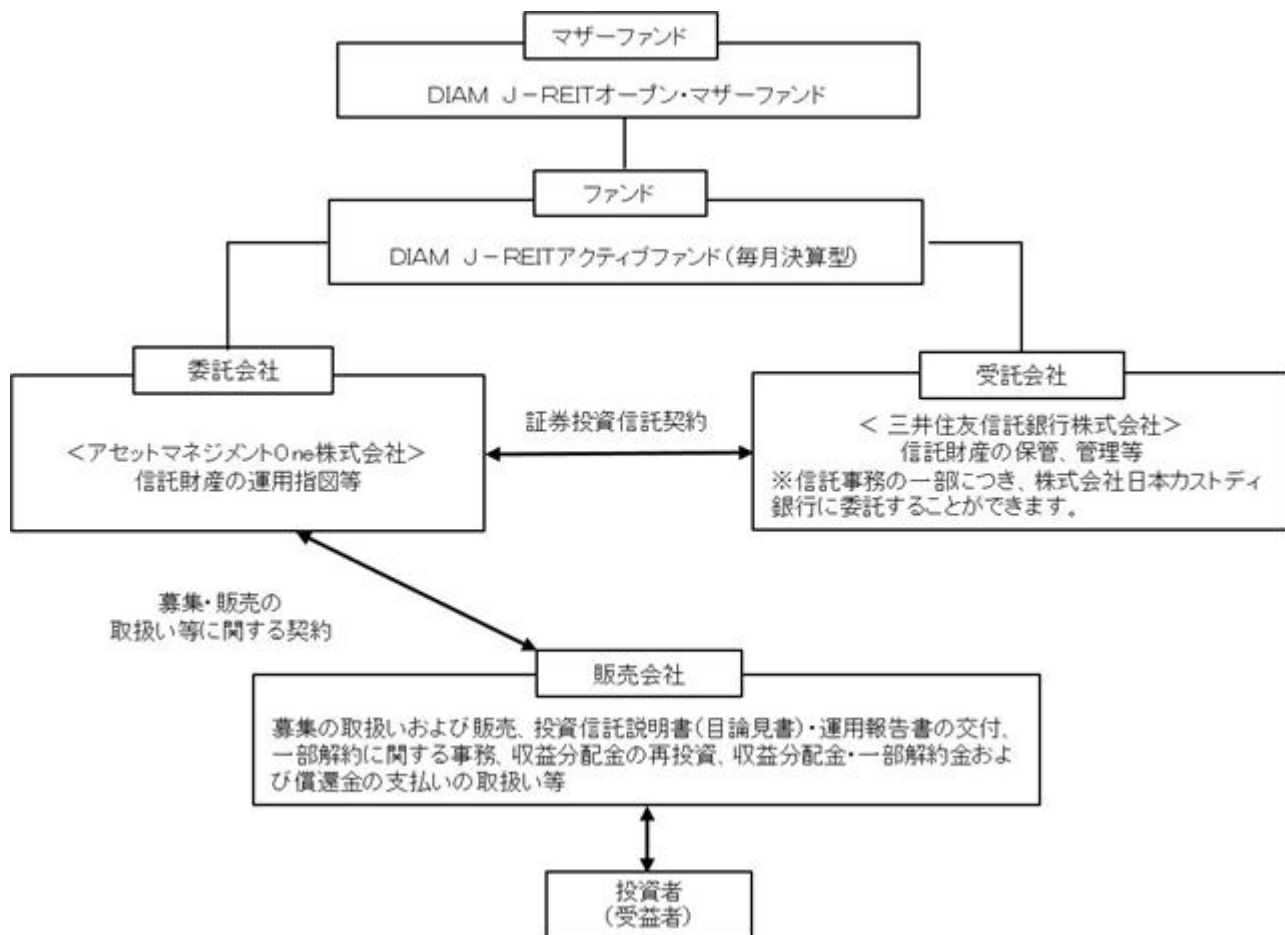 マザーファンド
DIAM J-REITオープン・マザーファンド
ファンド
DIAM J-REITアクティブファンド(毎月決算型)
委託会社
<アセットマネジメントOne株式会社>
信託財産の運用指図等
証券投資信託契約
受託会社
< 三井住友信託銀行株式会社>
信託財産の保管、管理等
※信託事務の一部につき、株式会社日本カストディ
銀行に委託することができます。
募集・販売の
取扱い等に関する契約
販売会社
募集の取扱いおよび販売、投資信託説明書(目論見書)・運用報告書の交付、
一部解約に関する事務、収益分配金の再投資、収益分配金・一部解約金およ
び償還金の支払いの取扱い等
投資者
(受益者)